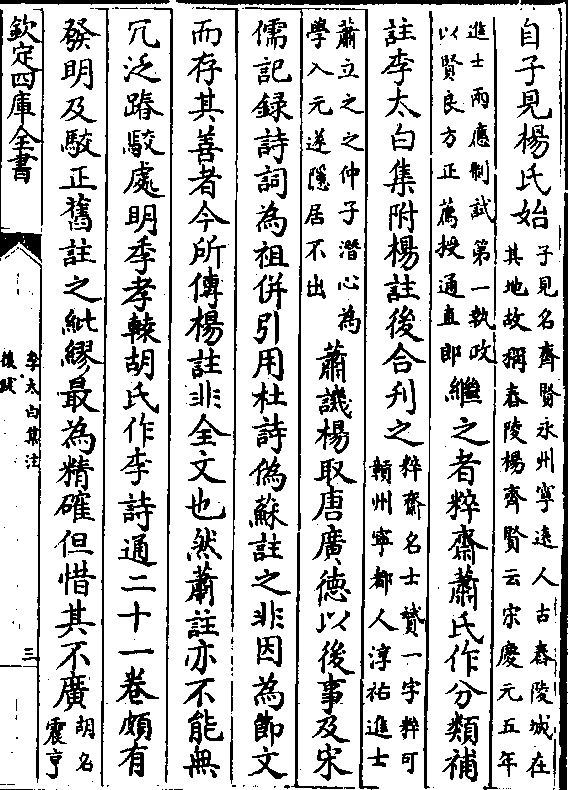 自子見楊氏始子見名齊賢永州寧逺人古舂陵城在其地故稱舂陵楊齊賢云宋慶元五年
進士兩應制試第一執政以賢良方正薦授通直郎繼之者粹齋蕭氏作分類補
註李太白集附楊註後合刋之粹齋名士贇一字粹可贑州寧都人淳祐進士
蕭立之之仲子潛心為學入元遂隱居不出蕭譏楊取唐廣德以後事及宋
儒記録詩詞為祖併引用杜詩偽蘇註之非因為節文
而存其善者今所傳楊註非全文也然蕭註亦不能無
冗泛踳駁處明季孝轅胡氏作李詩通二十一卷頗有
發明及駁正舊註之紕繆最為精確但惜其不廣胡名震亨
欽定四庫全書
李太白集注
後跋
三